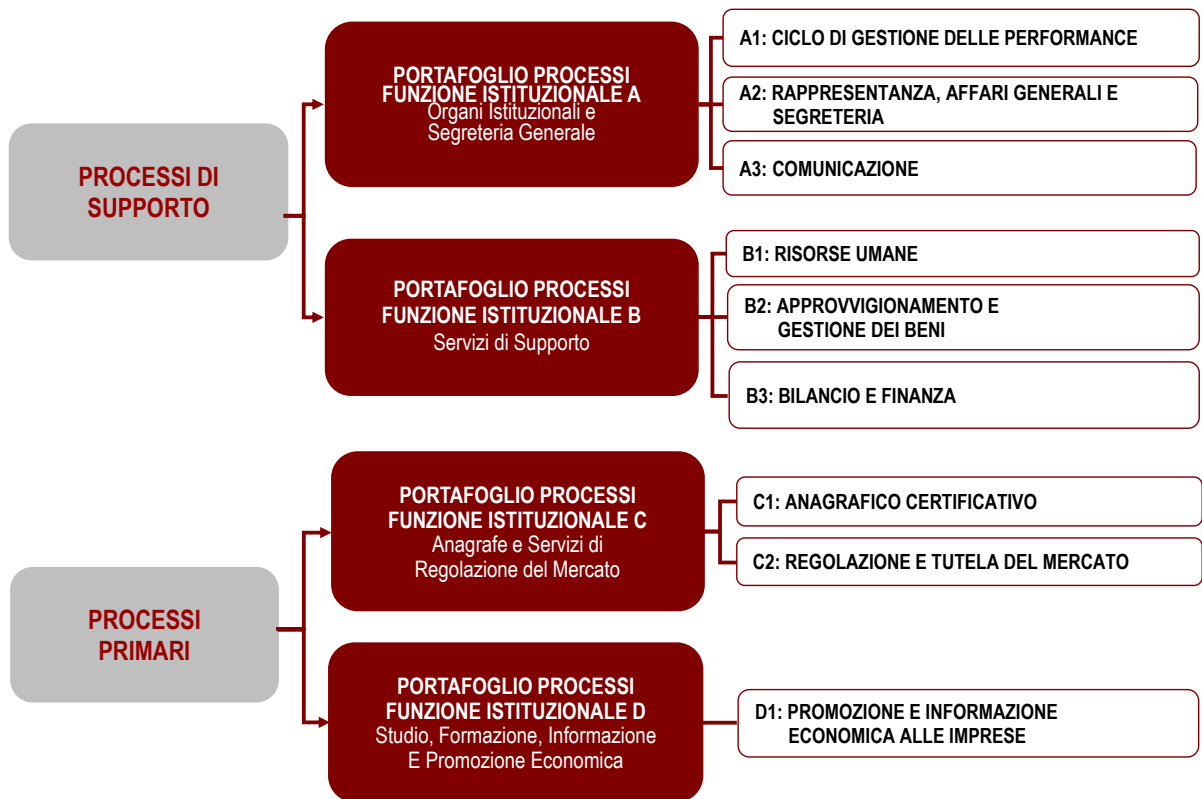 PROCESSI DI
SUPPORTO
PORTAFOGLIO PROCESSI
FUNZIONE ISTITUZIONALE A
Organi Istituzionali e
Segreteria Generale
A1: CICLO DI GESTIONE DELLE PERFORMANCE
A2: RAPPRESENTANZA, AFFARI GENERALI E
SEGRETERIA
A3: COMUNICAZIONE
PORTAFOGLIO PROCESSI
FUNZIONE ISTITUZIONALE B
Servizi di Supporto
B1: RISORSE UMANE
B2: APPROVVIGIONAMENTO E
GESTIONE DEI BENI
B3: BILANCIO E FINANZA
PROCESSI
PRIMARI
PORTAFOGLIO PROCESSI
FUNZIONE ISTITUZIONALE C
Anagrafe e Servizi di
Regolazione del Mercato
C1: ANAGRAFICO CERTIFICATIVO
C2: REGOLAZIONE E TUTELA DEL MERCATO
PORTAFOGLIO PROCESSI
FUNZIONE ISTITUZIONALE D
Studio, Formazione, Informazione
E Promozione Economica
D1: PROMOZIONE E INFORMAZIONE
ECONOMICA ALLE IMPRESE